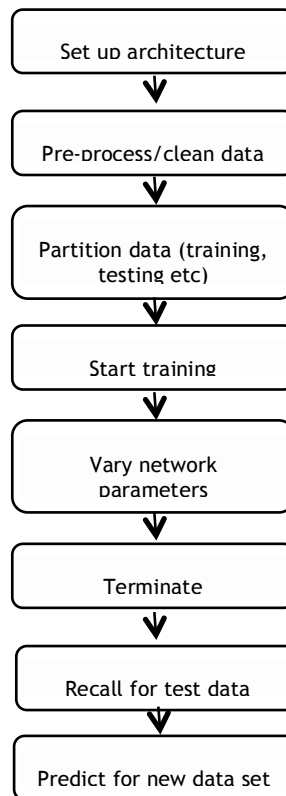 Set up architecture
Pre-process/clean data
Partition data (training,
testing etc)
Start training
Vary network
parameters
Terminate
Recall for test data
Predict for new data set